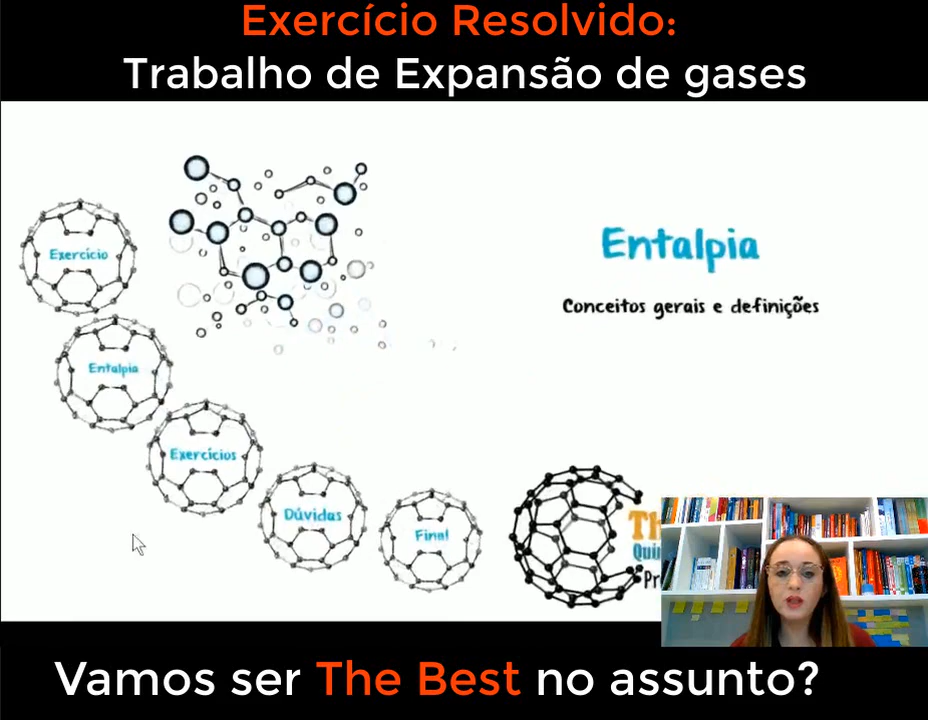 Exercício Resolvido:
Trabalho de Expansão de gases
Entalpia
Conceitos gerais e definições
Exercício
Entalpia
Exercícios
Dúvidas
Final
Vamos ser The Best no assunto?